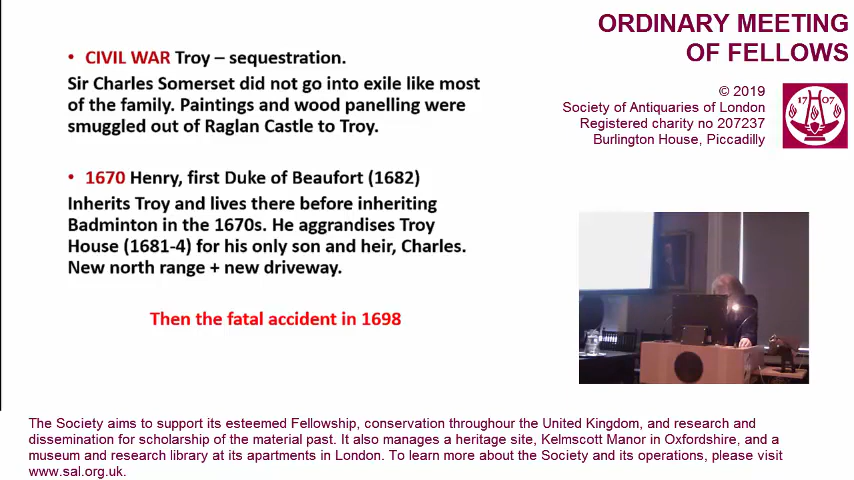 • CIVIL WAR Troy – sequestration.
Sir Charles Somerset did not go into exile like most
of the family. Paintings and wood panelling were
smuggled out of Raglan Castle to Troy.
• 1670 Henry, first Duke of Beaufort (1682)
Inherits Troy and lives there before inheriting
Badminton in the 1670s. He aggrandises Troy
House (1681-4) for his only son and heir, Charles.
New north range + new driveway.
Then the fatal accident in 1698
ORDINARY MEETING
OF FELLOWS
© 2019
Society of Antiquaries of London
Registered charity no 207237
Burlington House, Piccadilly
17 07
The Society aims to support its esteemed Fellowship, conservation throughour the United Kingdom, and research and
dissemination for scholarship of the material past. It also manages a heritage site, Kelmscott Manor in Oxfordshire, and a
museum and research library at its apartments in London. To learn more about the Society and its operations, please visit
www.sal.org.uk.